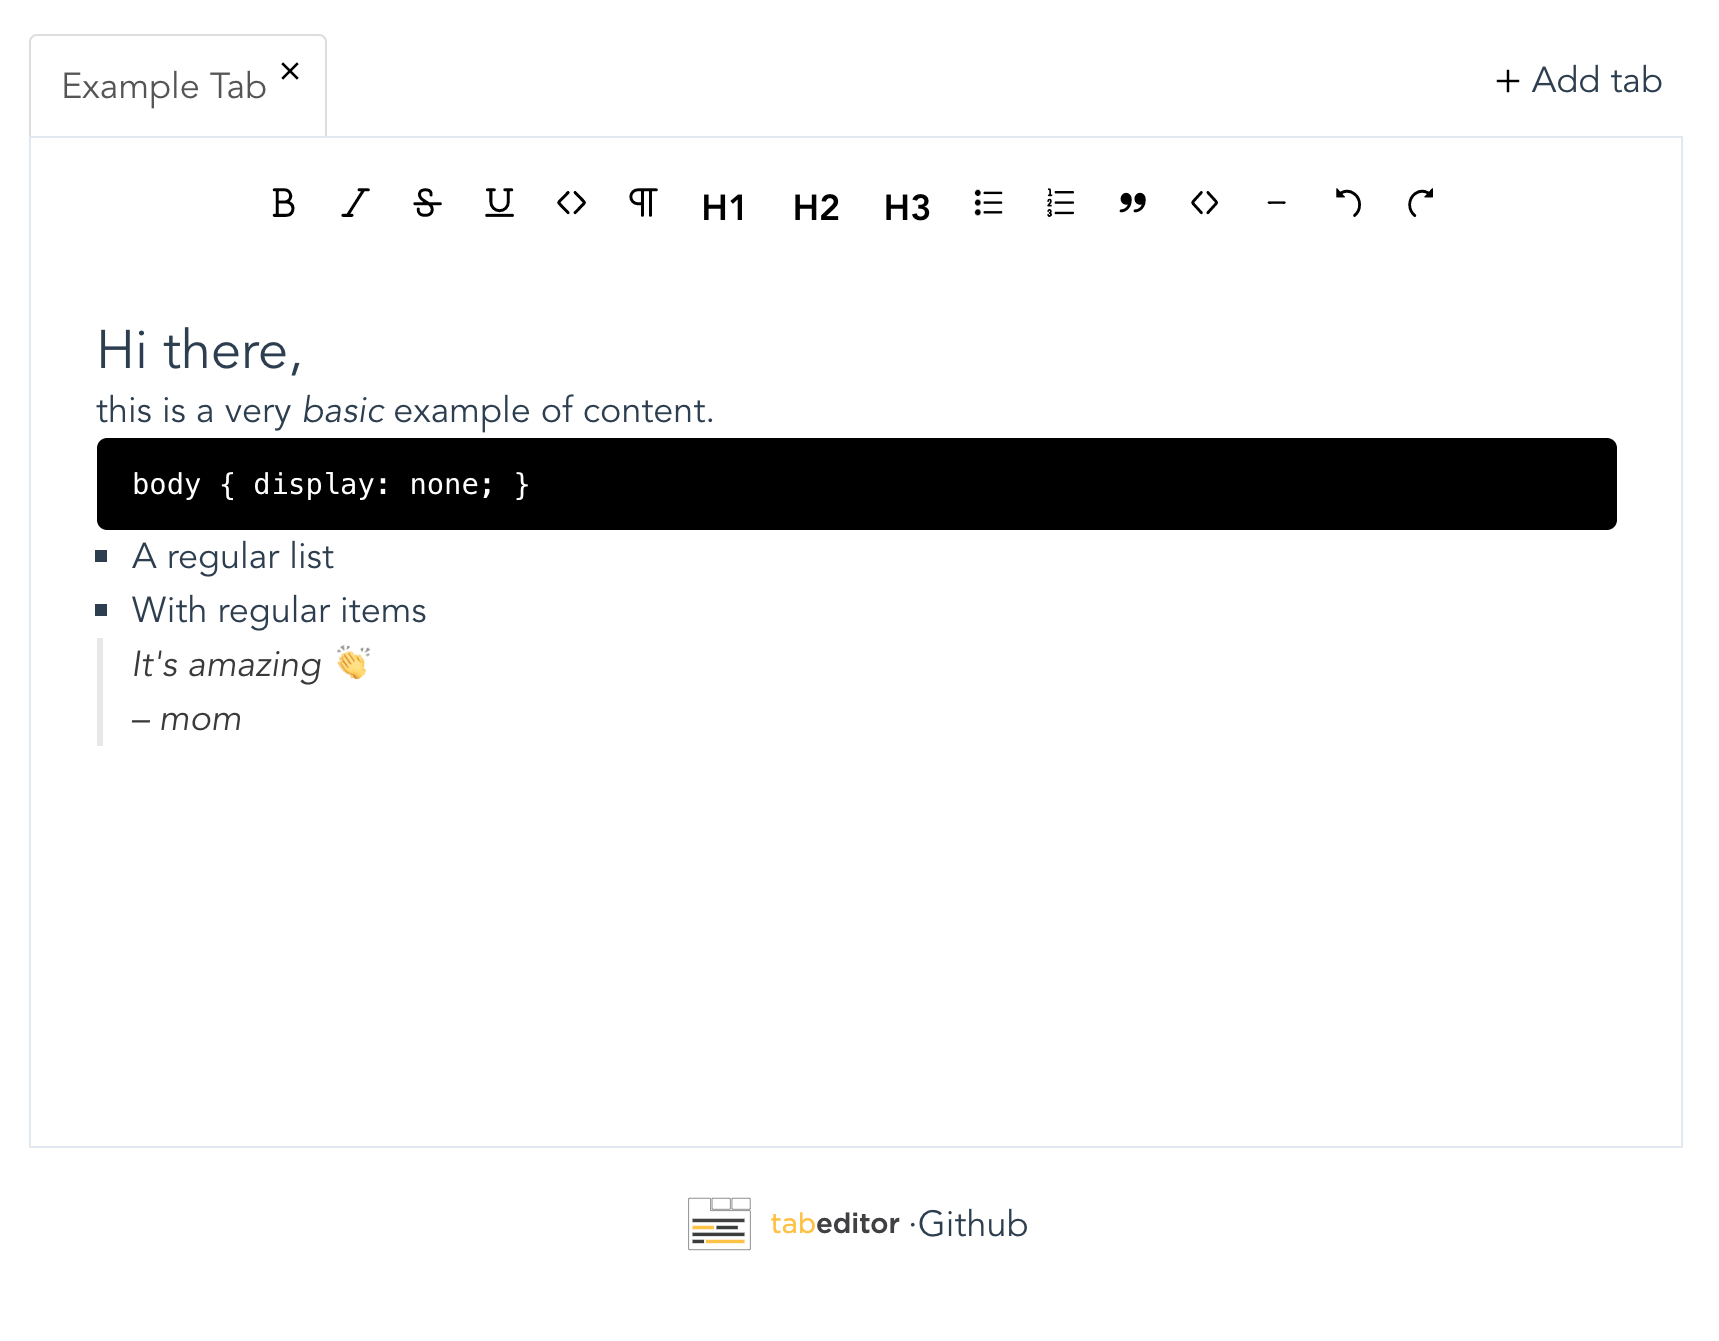 Example Tab ×
+ Add tab
B I S U <> ¶ H1 H2 H3 ” <> –
Hi there,
this is a very basic example of content.
body { display: none; }
A regular list
With regular items
It's amazing 👏
– mom
tabeditor ·Github